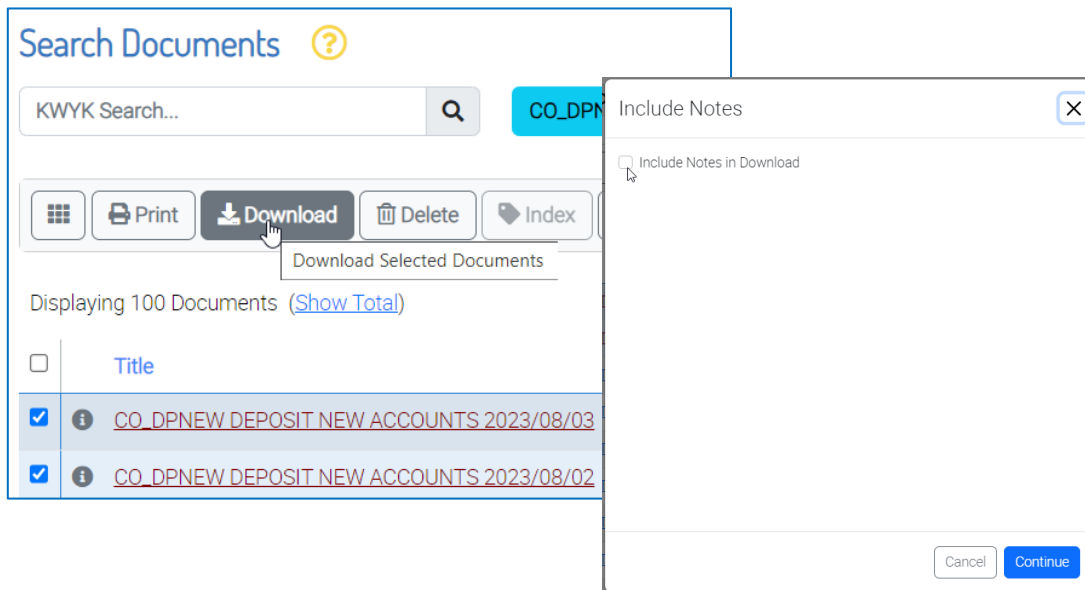 Search Documents ?
KWYK Search...
CO_DPN
Print Download Delete Index
Download Selected Documents
Displaying 100 Documents (Show Total)
Title
CO_DPNEW DEPOSIT NEW ACCOUNTS 2023/08/03
CO_DPNEW DEPOSIT NEW ACCOUNTS 2023/08/02
Include Notes
Include Notes in Download
Cancel Continue